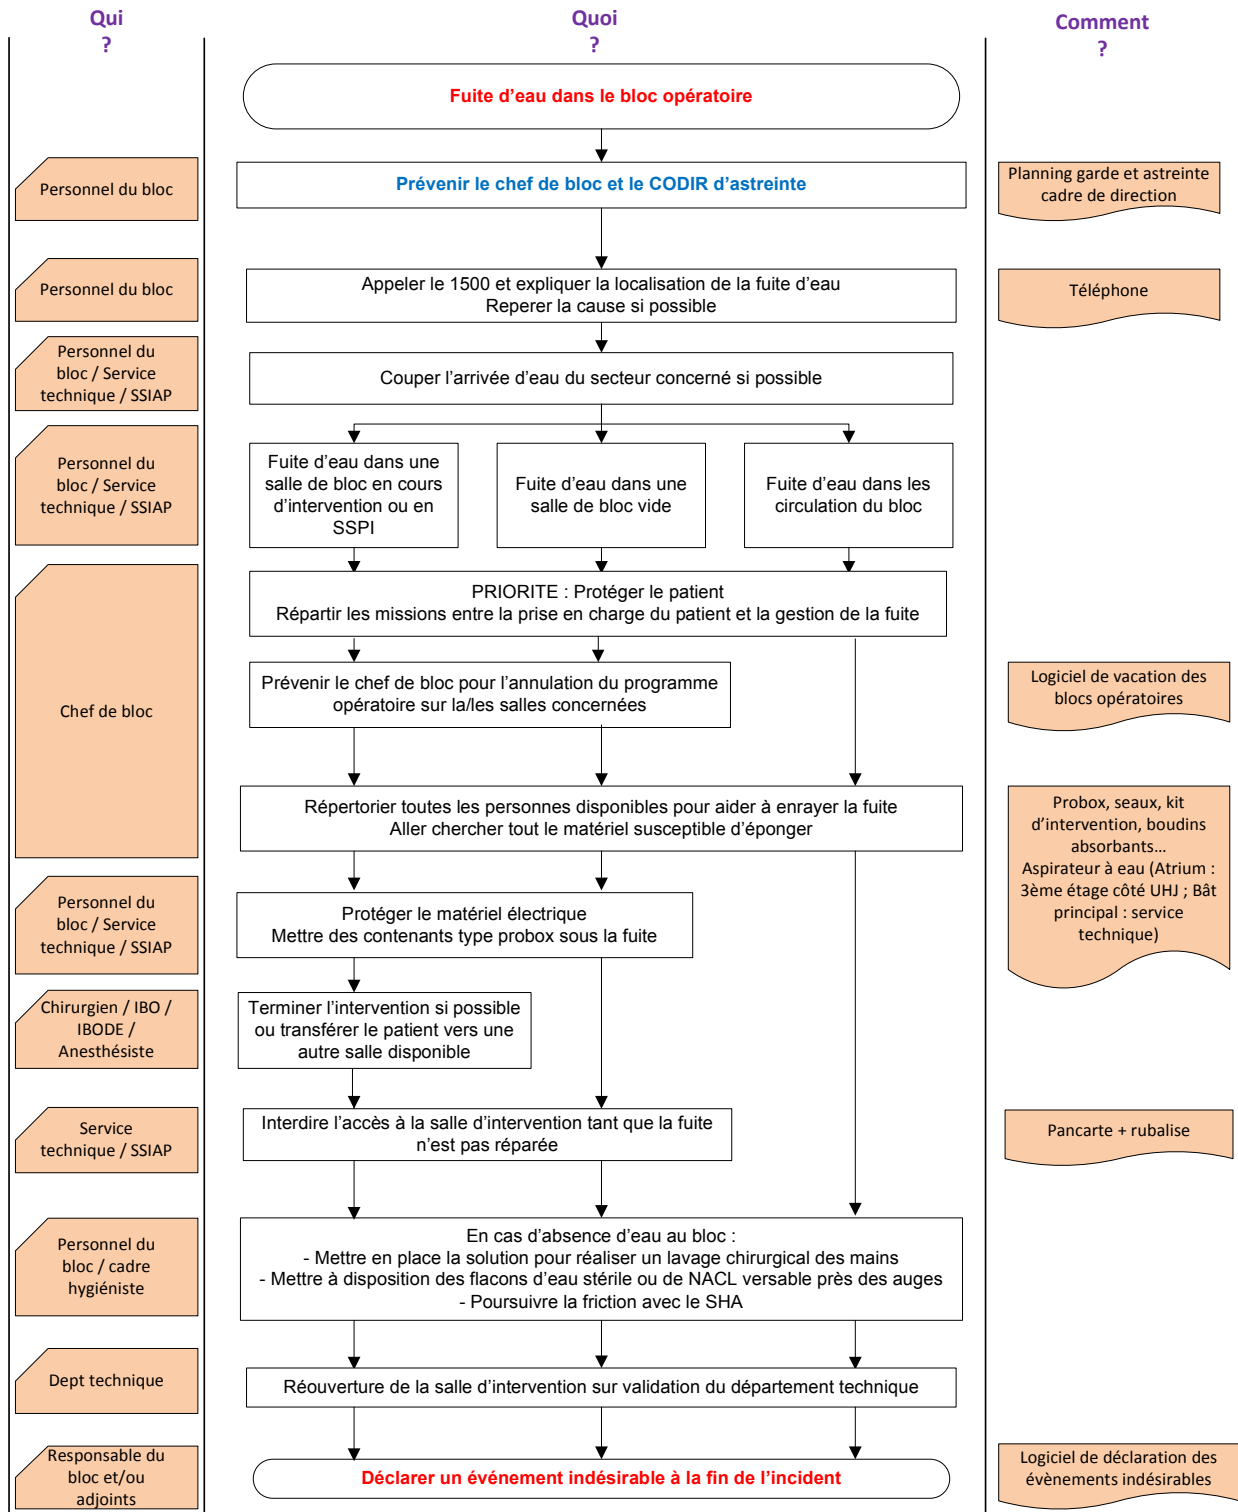 Qui
?
Quoi
?
Comment
?
Fuite d'eau dans le bloc opératoire
Personnel du bloc
Prévenir le chef de bloc et le CODIR d'astreinte
Planning garde et astreinte
cadre de direction
Personnel du bloc
Appeler le 1500 et expliquer la localisation de la fuite d'eau
Reperer la cause si possible
Téléphone
Personnel du
bloc / Service
technique / SSIAP
Couper l'arrivée d'eau du secteur concerné si possible
Personnel du
bloc / Service
technique / SSIAP
Fuite d'eau dans une
salle de bloc en cours
d'intervention ou en
SSPI
Fuite d'eau dans une
salle de bloc vide
Fuite d'eau dans les
circulation du bloc
Chef de bloc
PRIORITE : Protéger le patient
Répartir les missions entre la prise en charge du patient et la gestion de la fuite
Prévenir le chef de bloc pour l'annulation du programme
opératoire sur la/les salles concernées
Logiciel de vacation des
blocs opératoires
Répertorier toutes les personnes disponibles pour aider à enrayer la fuite
Aller chercher tout le matériel susceptible d'éponger
Probox, seaux, kit
d'intervention, boudins
absorbants…
Aspirateur à eau (Atrium :
3ème étage côté UHJ ; Bât
principal : service
technique)
Personnel du
bloc / Service
technique / SSIAP
Protéger le matériel électrique
Mettre des contenants type probox sous la fuite
Chirurgien / IBO /
IBODE /
Anesthésiste
Terminer l'intervention si possible
ou transférer le patient vers une
autre salle disponible
Service
technique / SSIAP
Interdire l'accès à la salle d'intervention tant que la fuite
n'est pas réparée
Pancarte + rubalise
Personnel du
bloc / cadre
hygiéniste
En cas d'absence d'eau au bloc :
- Mettre en place la solution pour réaliser un lavage chirurgical des mains
- Mettre à disposition des flacons d'eau stérile ou de NACL versable près des auges
- Poursuivre la friction avec le SHA
Dept technique
Réouverture de la salle d'intervention sur validation du département technique
Responsable du
bloc et/ou
adjoints
Déclarer un événement indésirable à la fin de l'incident
Logiciel de déclaration des
évènements indésirables